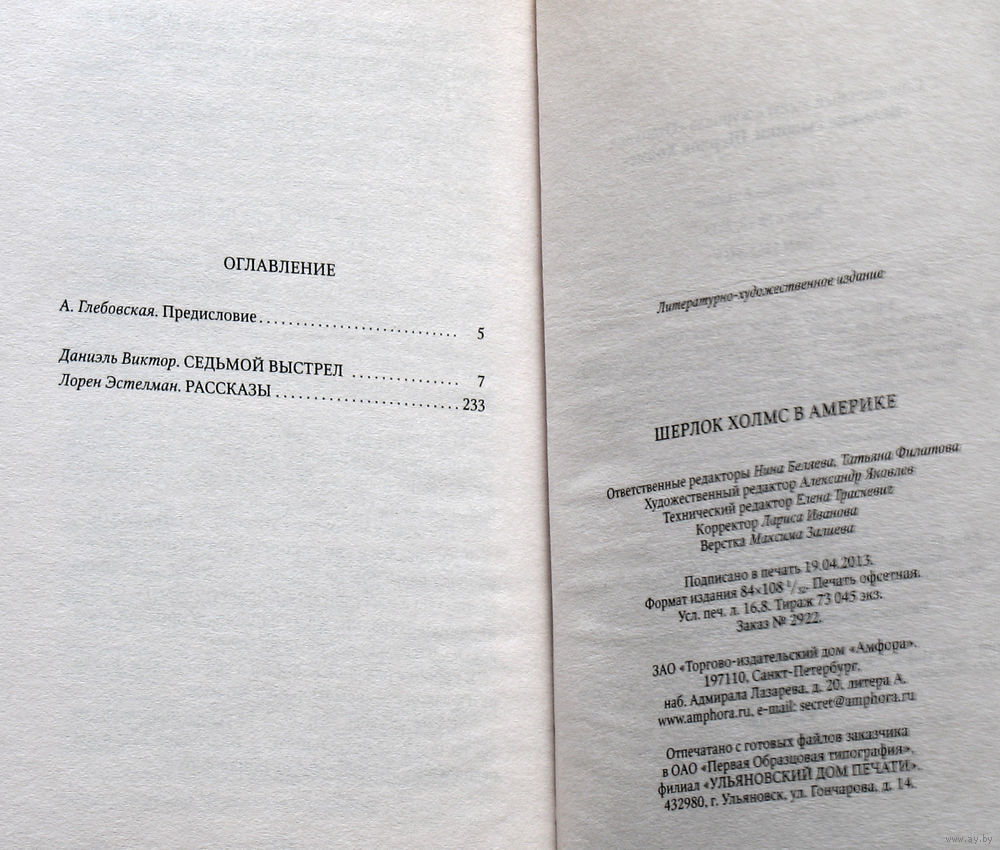 ОГЛАВЛЕНИЕ
А. Глебовская. Предисловие............................ 5
Даниэль Виктор. СЕДЬМОЙ ВЫСТРЕЛ ............... 7
Лорен Эстелман. РАССКАЗЫ.......................... 233
Литературно-художественное издание
ШЕРЛОК ХОЛМС В АМЕРИКЕ
Ответственные редакторы Нина Беляева, Татьяна Филатова
Художественный редактор Александр Яковлев
Технический редактор Елена Траскевич
Корректор Лариса Иванова
Верстка Максима Залиева
Подписано в печать 19.04.2013.
Формат издания 84×108 1/32. Печать офсетная.
Усл. печ. л. 16,8. Тираж 73 045 экз.
Заказ № 2922.
ЗАО «Торгово-издательский дом «Амфора».
197110, Санкт-Петербург,
наб. Адмирала Лазарева, д. 20, литера А.
www.amphora.ru, e-mail: secret@amphora.ru
Отпечатано с готовых файлов заказчика
в ОАО «Первая Образцовая типография»,
филиал «УЛЬЯНОВСКИЙ ДОМ ПЕЧАТИ».
432980, г. Ульяновск, ул. Гончарова, д. 14.
www.ay.by